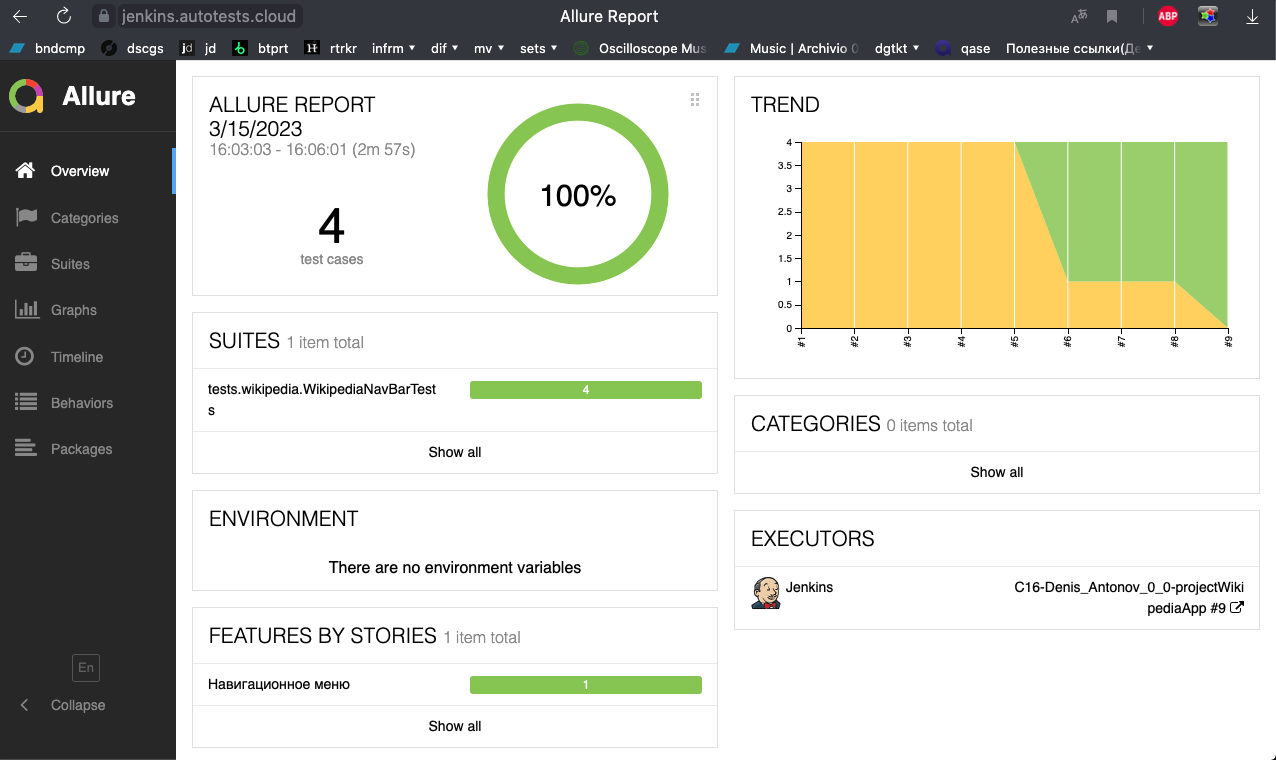 jenkins.autotests.cloud
Allure Report
ABP
bndcmp
dscgs
jd jd
btprt
H rtrkr
infrm
dif
mv
sets
Oscilloscope Mus
Music | Archivio
dgtkt
qase
Полезные ссылки(Де
Allure
Overview
Categories
Suites
Graphs
Timeline
Behaviors
Packages
En
Collapse
ALLURE REPORT
3/15/2023
16:03:03 - 16:06:01 (2m 57s)
4
test cases
100%
SUITES 1 item total
tests.wikipedia.WikipediaNavBarTest
s
4
Show all
ENVIRONMENT
There are no environment variables
FEATURES BY STORIES 1 item total
Навигационное меню
1
Show all
TREND
4
3.5
3
2.5
2
1.5
1
0.5
0
#1
#2
#3
#4
#5
#6
#7
#8
#9
CATEGORIES 0 items total
Show all
EXECUTORS
Jenkins
C16-Denis_Antonov_0_0-projectWiki
pediaApp #9